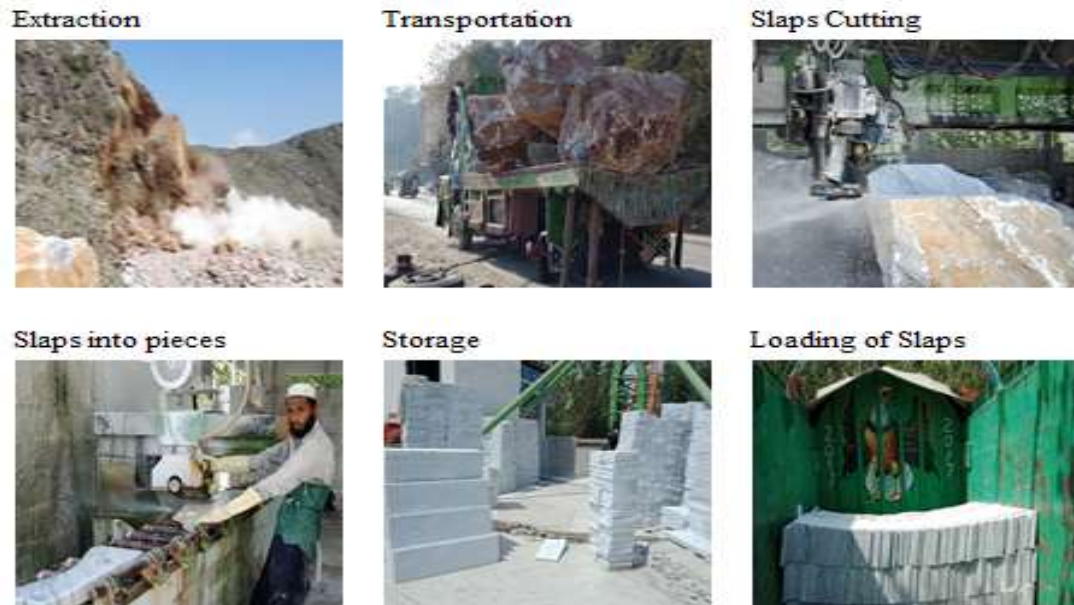 Extraction
Transportation
Slaps Cutting
Slaps into pieces
Storage
Loading of Slaps